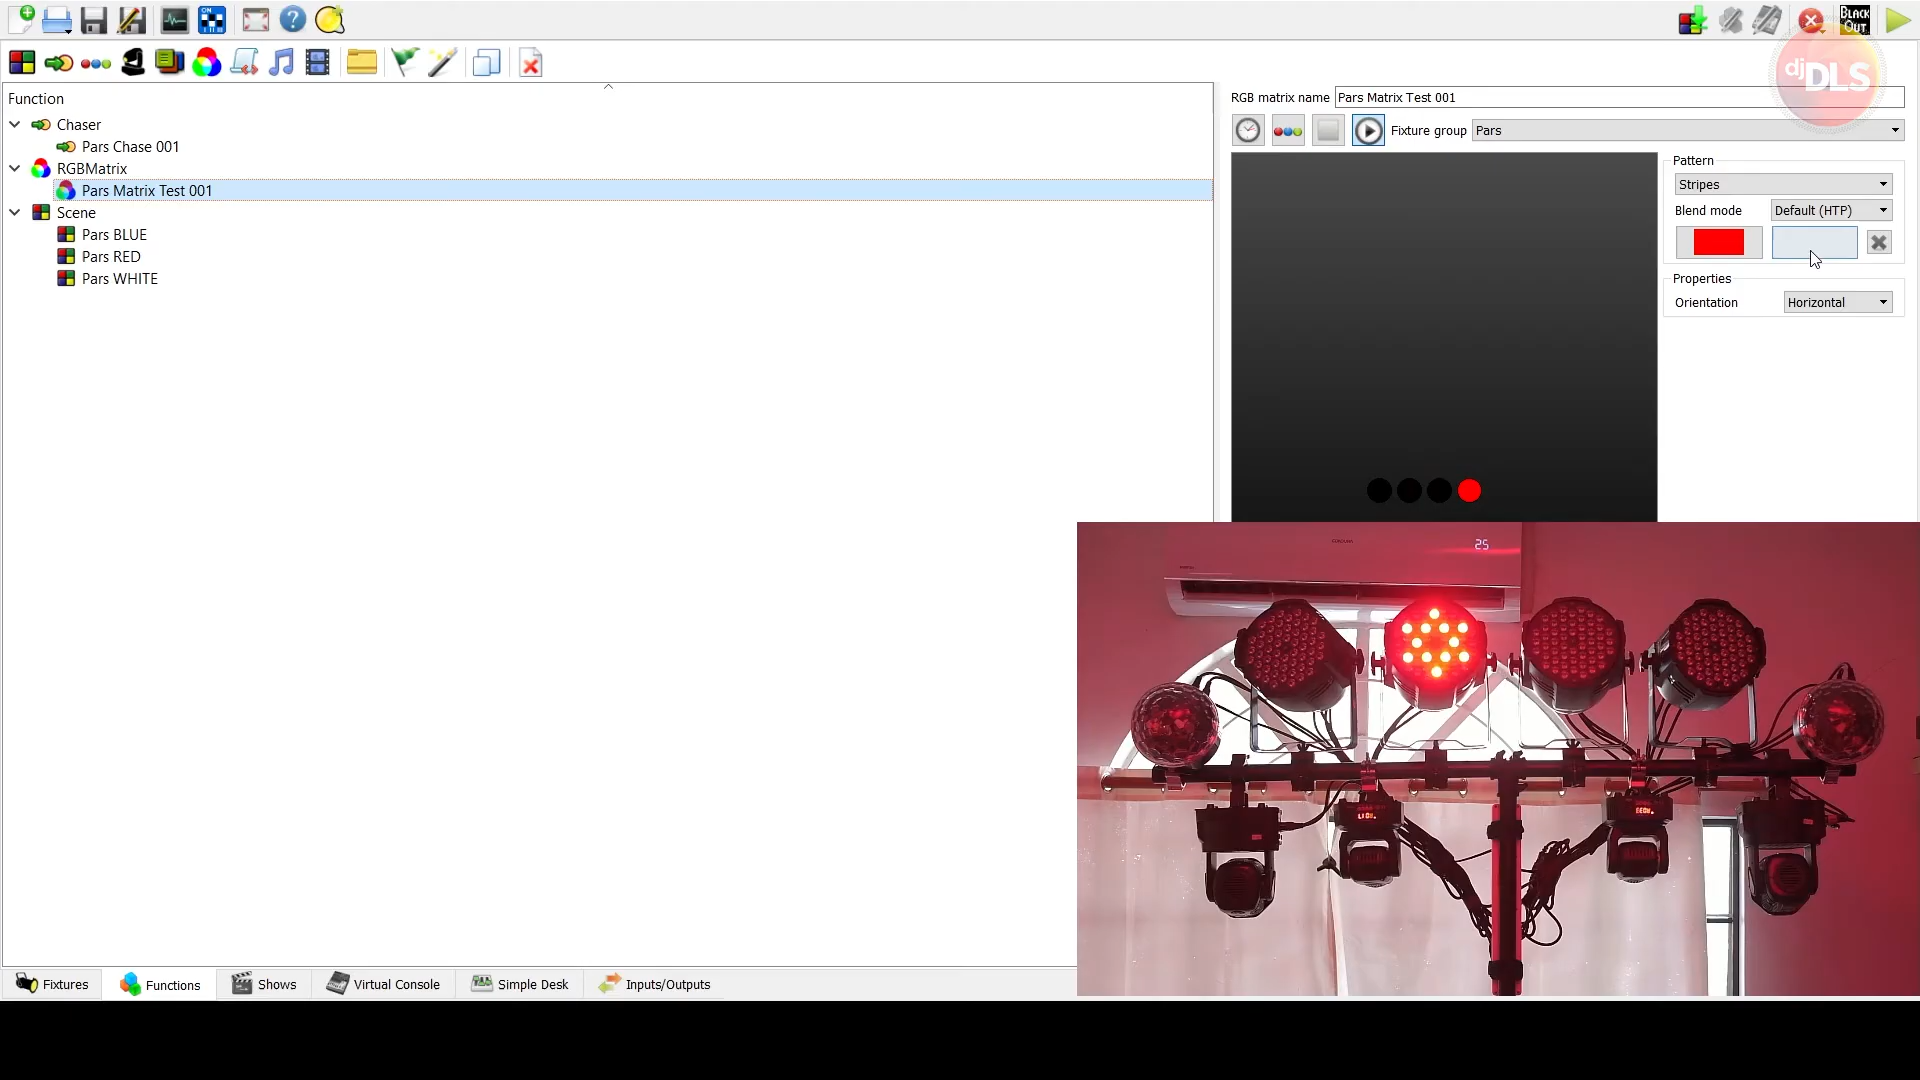 ON
?
BLACK
OUT
dj DLS
Function
RGB matrix name Pars Matrix Test 001
Chaser
Fixture group Pars
Pars Chase 001
RGBMatrix
Pattern
Pars Matrix Test 001
Stripes
Scene
Blend mode Default (HTP)
Pars BLUE
Pars RED
Properties
Pars WHITE
Orientation Horizontal
25
Fixtures Functions Shows Virtual Console Simple Desk Inputs/Outputs